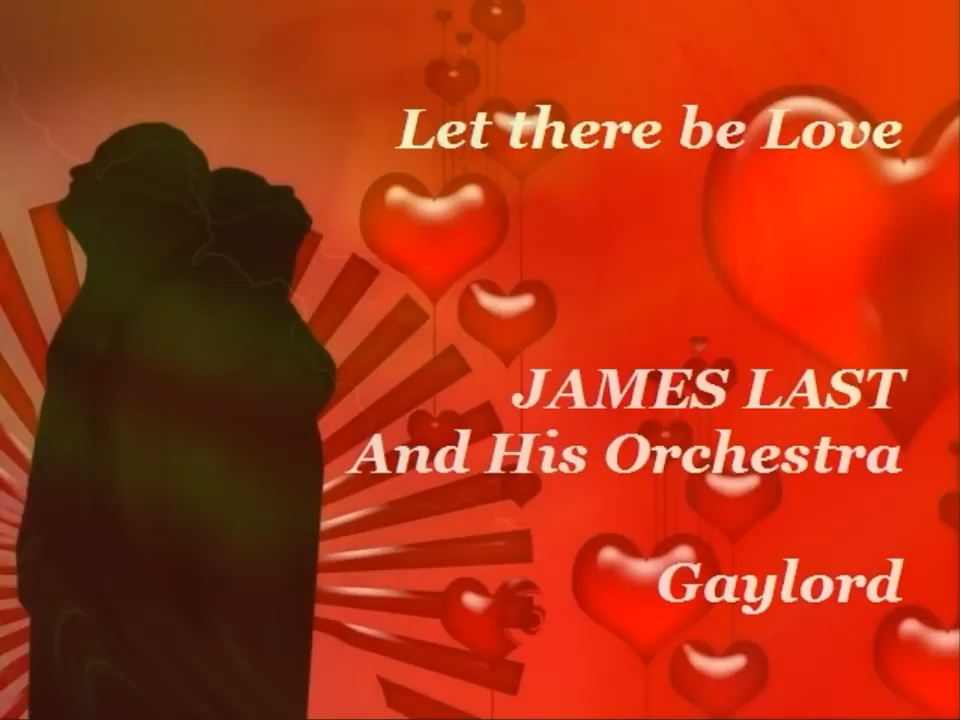 Let there be Love
JAMES LAST
And His Orchestra
Gaylord